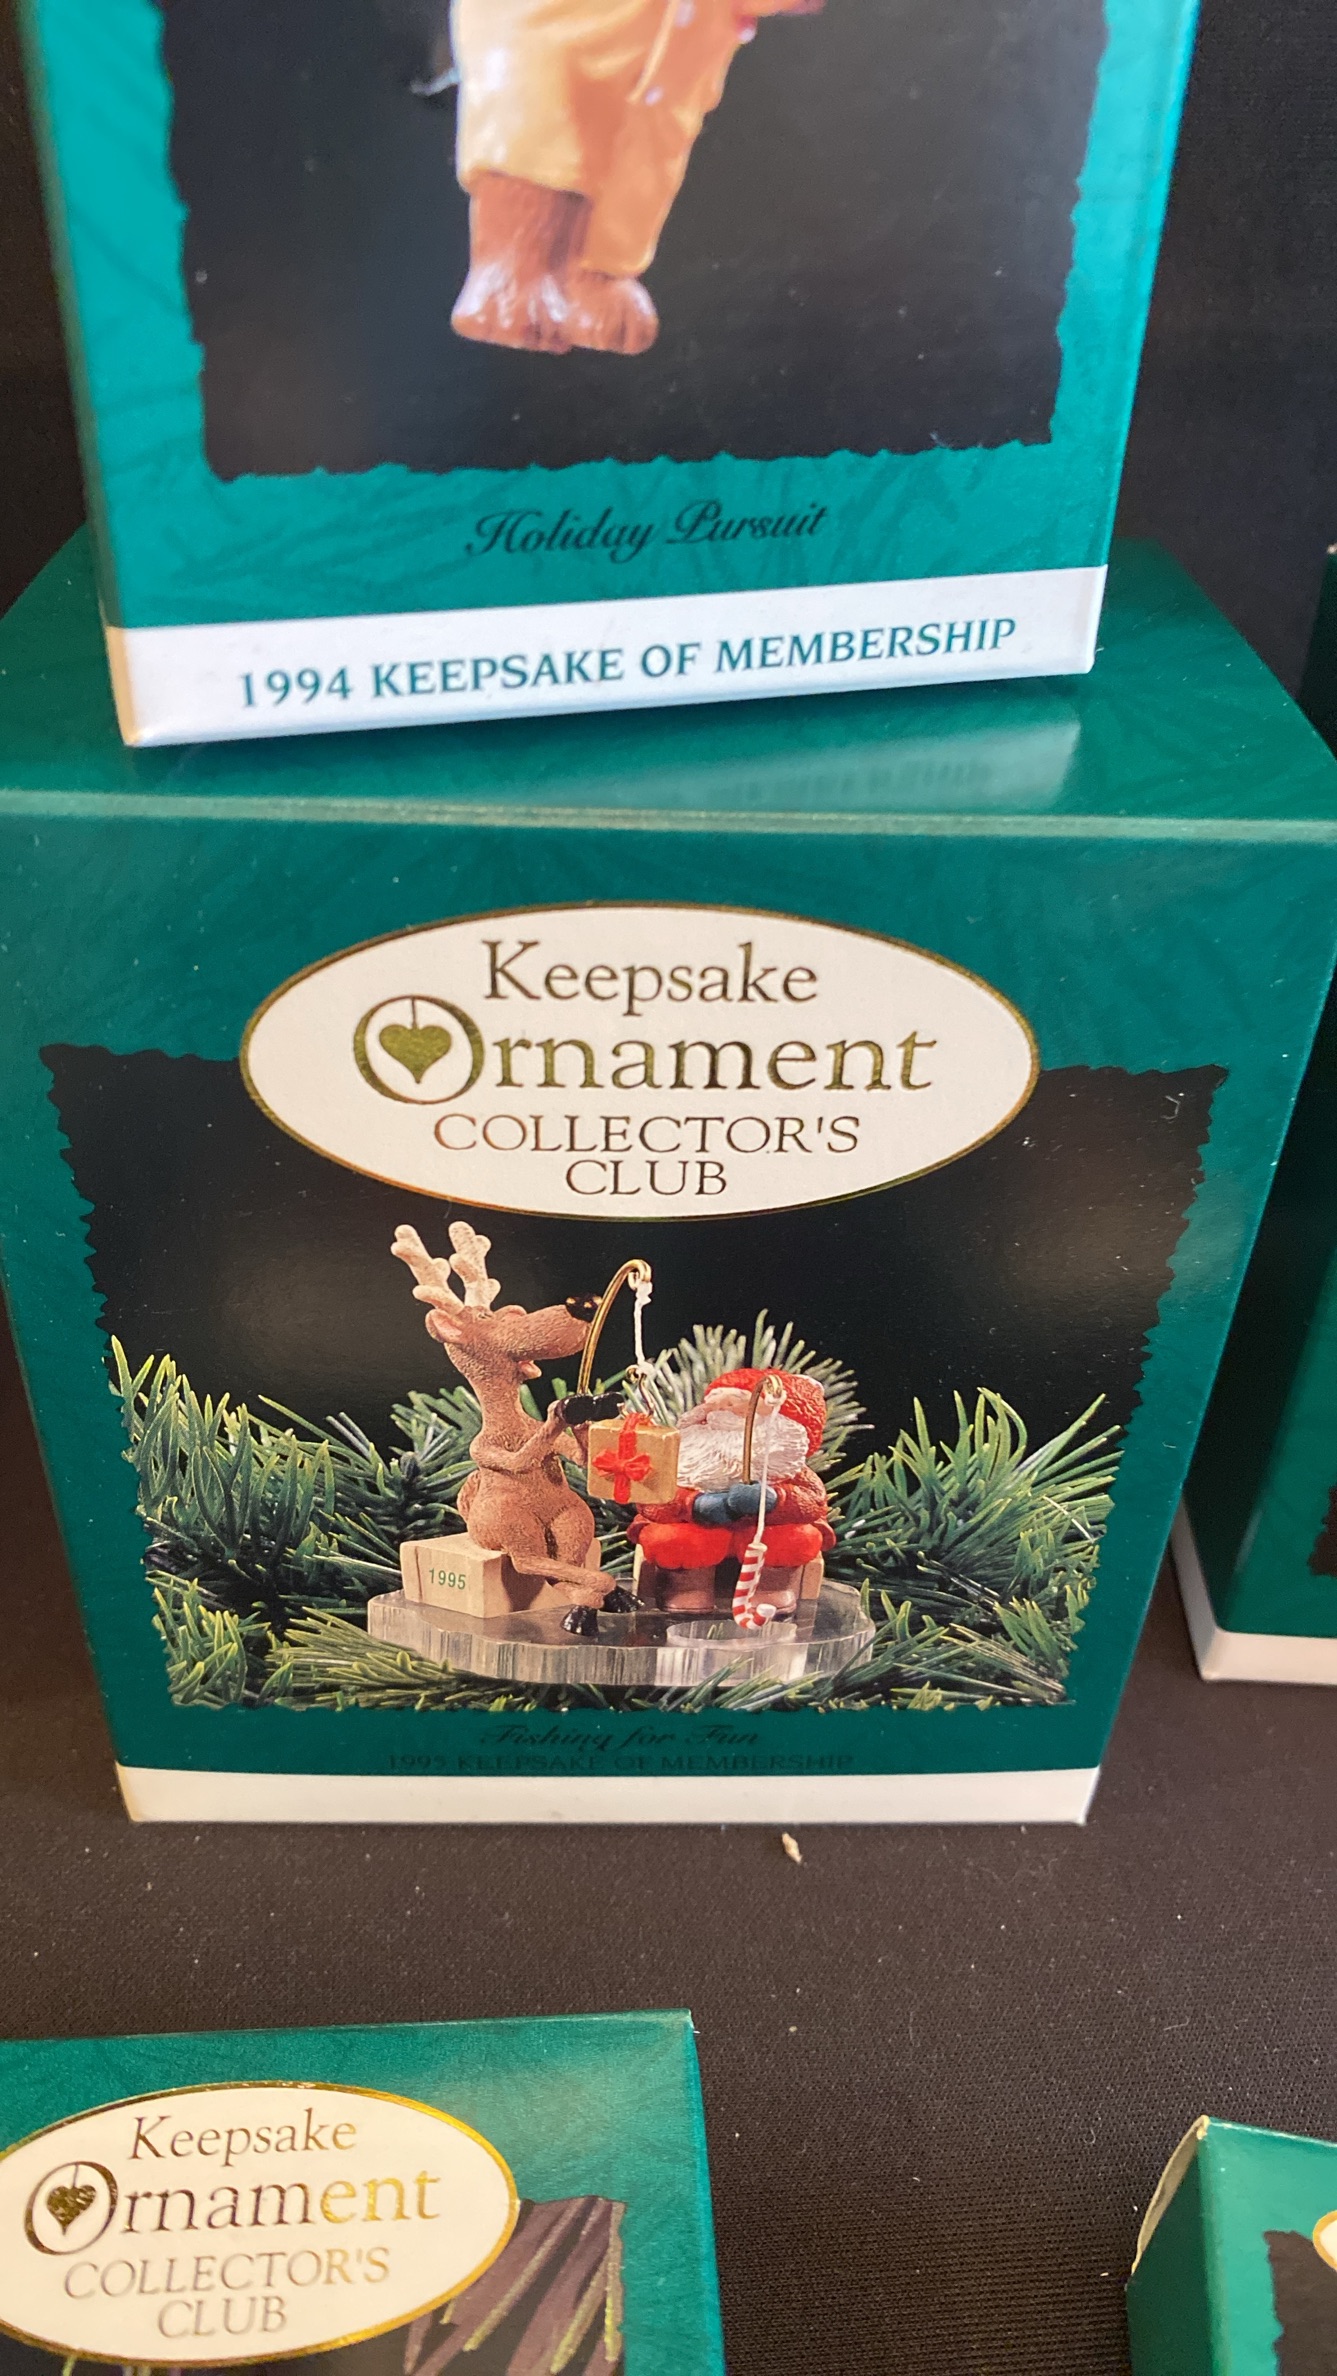 Holiday Pursuit
1994 KEEPSAKE OF MEMBERSHIP
Keepsake
Ornament
COLLECTOR'S
CLUB
1995
Fishing for Fun
1995 KEEPSAKE OF MEMBERSHIP
Keepsake
Ornament
COLLECTOR'S
CLUB